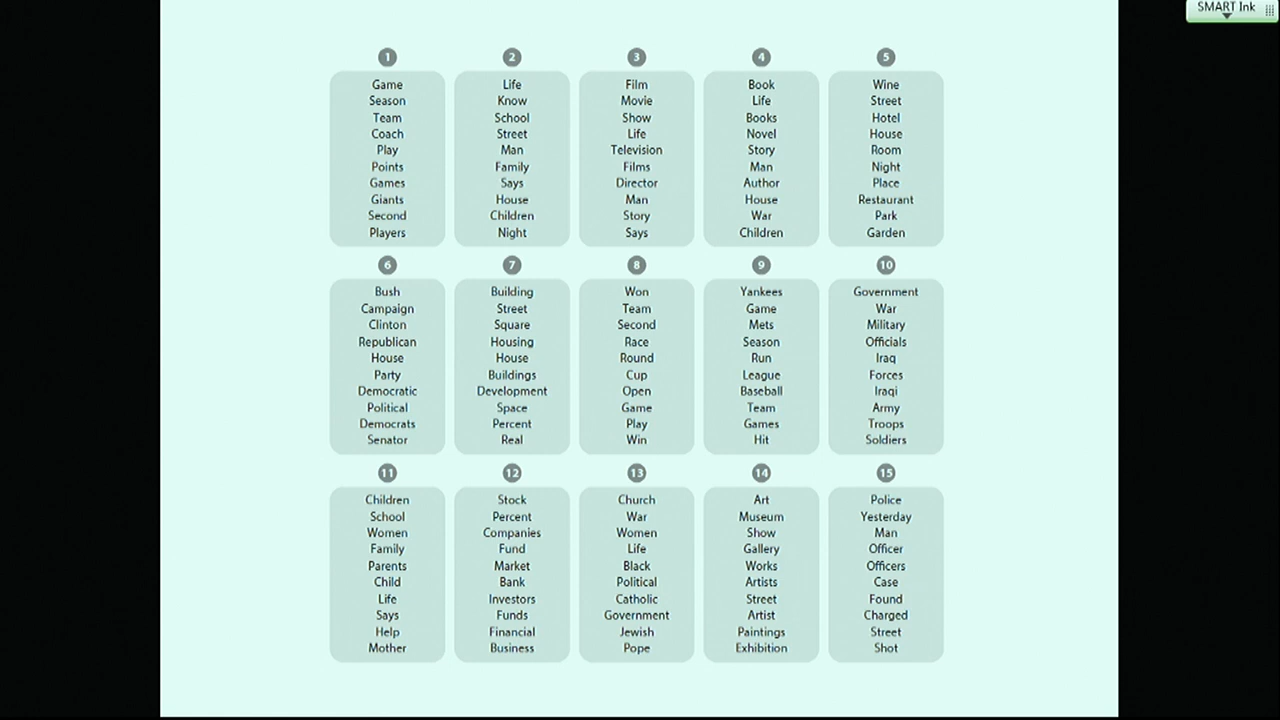 SMART Ink
1
Game
Season
Team
Coach
Play
Points
Games
Giants
Second
Players
2
Life
Know
School
Street
Man
Family
Says
House
Children
Night
3
Film
Movie
Show
Life
Television
Films
Director
Man
Story
Says
4
Book
Life
Books
Novel
Story
Man
Author
House
War
Children
5
Wine
Street
Hotel
House
Room
Night
Place
Restaurant
Park
Garden
6
Bush
Campaign
Clinton
Republican
House
Party
Democratic
Political
Democrats
Senator
7
Building
Street
Square
Housing
House
Buildings
Development
Space
Percent
Real
8
Won
Team
Second
Race
Round
Cup
Open
Game
Play
Win
9
Yankees
Game
Mets
Season
Run
League
Baseball
Team
Games
Hit
10
Government
War
Military
Officials
Iraq
Forces
Iraqi
Army
Troops
Soldiers
11
Children
School
Women
Family
Parents
Child
Life
Says
Help
Mother
12
Stock
Percent
Companies
Fund
Market
Bank
Investors
Funds
Financial
Business
13
Church
War
Women
Life
Black
Political
Catholic
Government
Jewish
Pope
14
Art
Museum
Show
Gallery
Works
Artists
Street
Artist
Paintings
Exhibition
15
Police
Yesterday
Man
Officer
Officers
Case
Found
Charged
Street
Shot